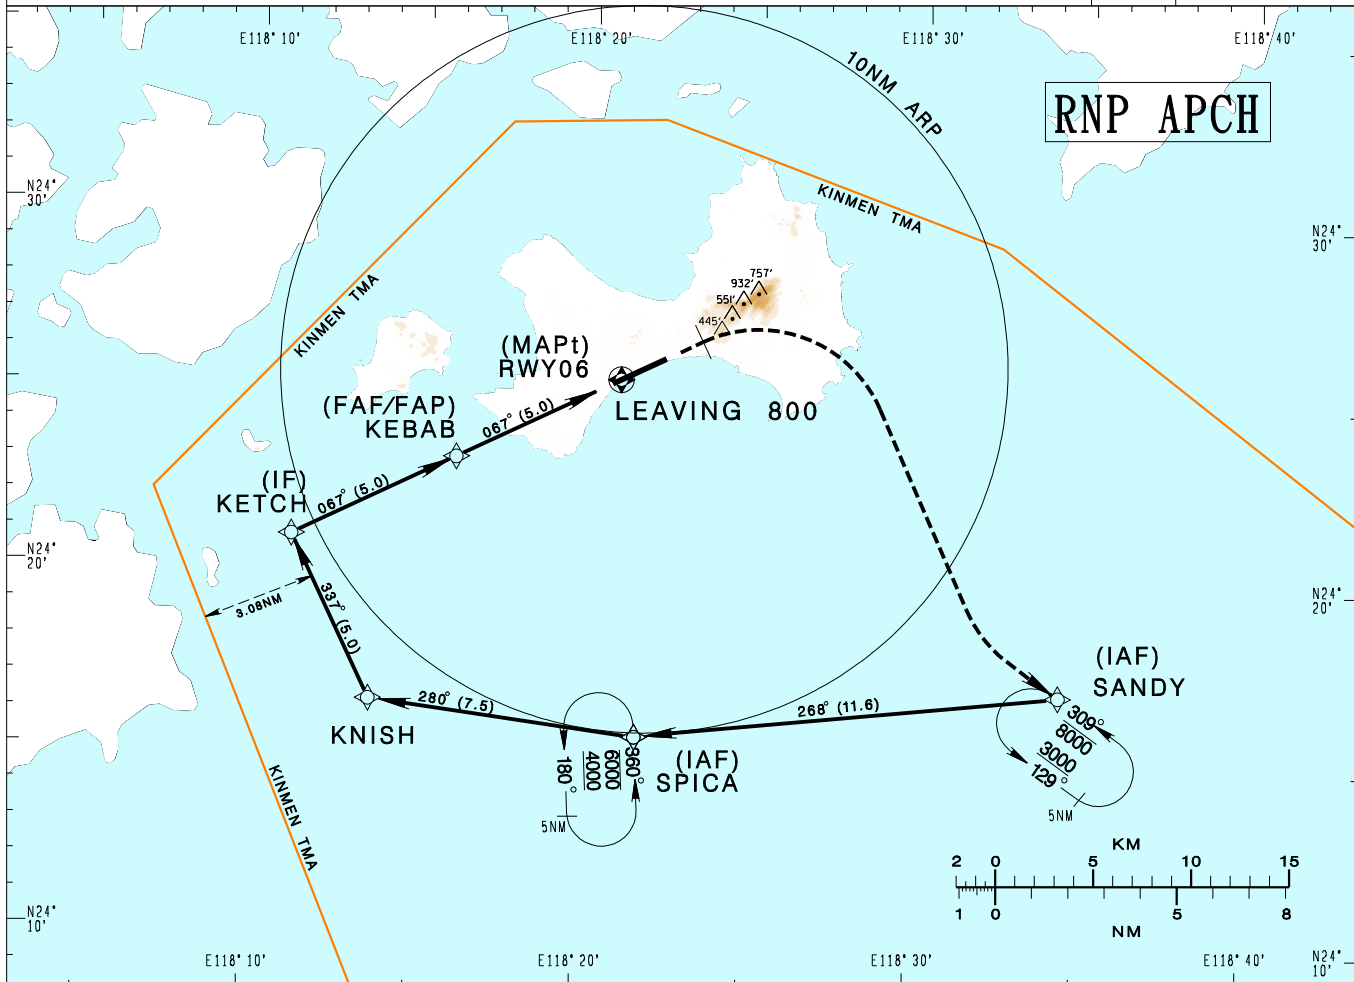 E118° 10'
E118° 20'
E118° 30'
E118° 40'
10NM ARP
RNP APCH
N24°
30'
KINMEN TMA
N24°
30'
757'
932'
551'
445'
KINMEN TMA
(MAPt)
RWY06
LEAVING 800
(FAF/FAP)
KEBAB
067° (5.0)
(IF)
KETCH
067° (5.0)
N24°
20'
3.08NM
337° (5.0)
N24°
20'
(IAF)
SANDY
280° (7.5)
268° (11.6)
KNISH
309°
8000
3000
129°
5NM
(IAF)
SPICA
180°
4000
6000
360°
5NM
KINMEN TMA
KM
2 0 5 10 15
1 0 5 8
NM
N24°
10'
E118° 10'
E118° 20'
E118° 30'
E118° 40'
N24°
10'